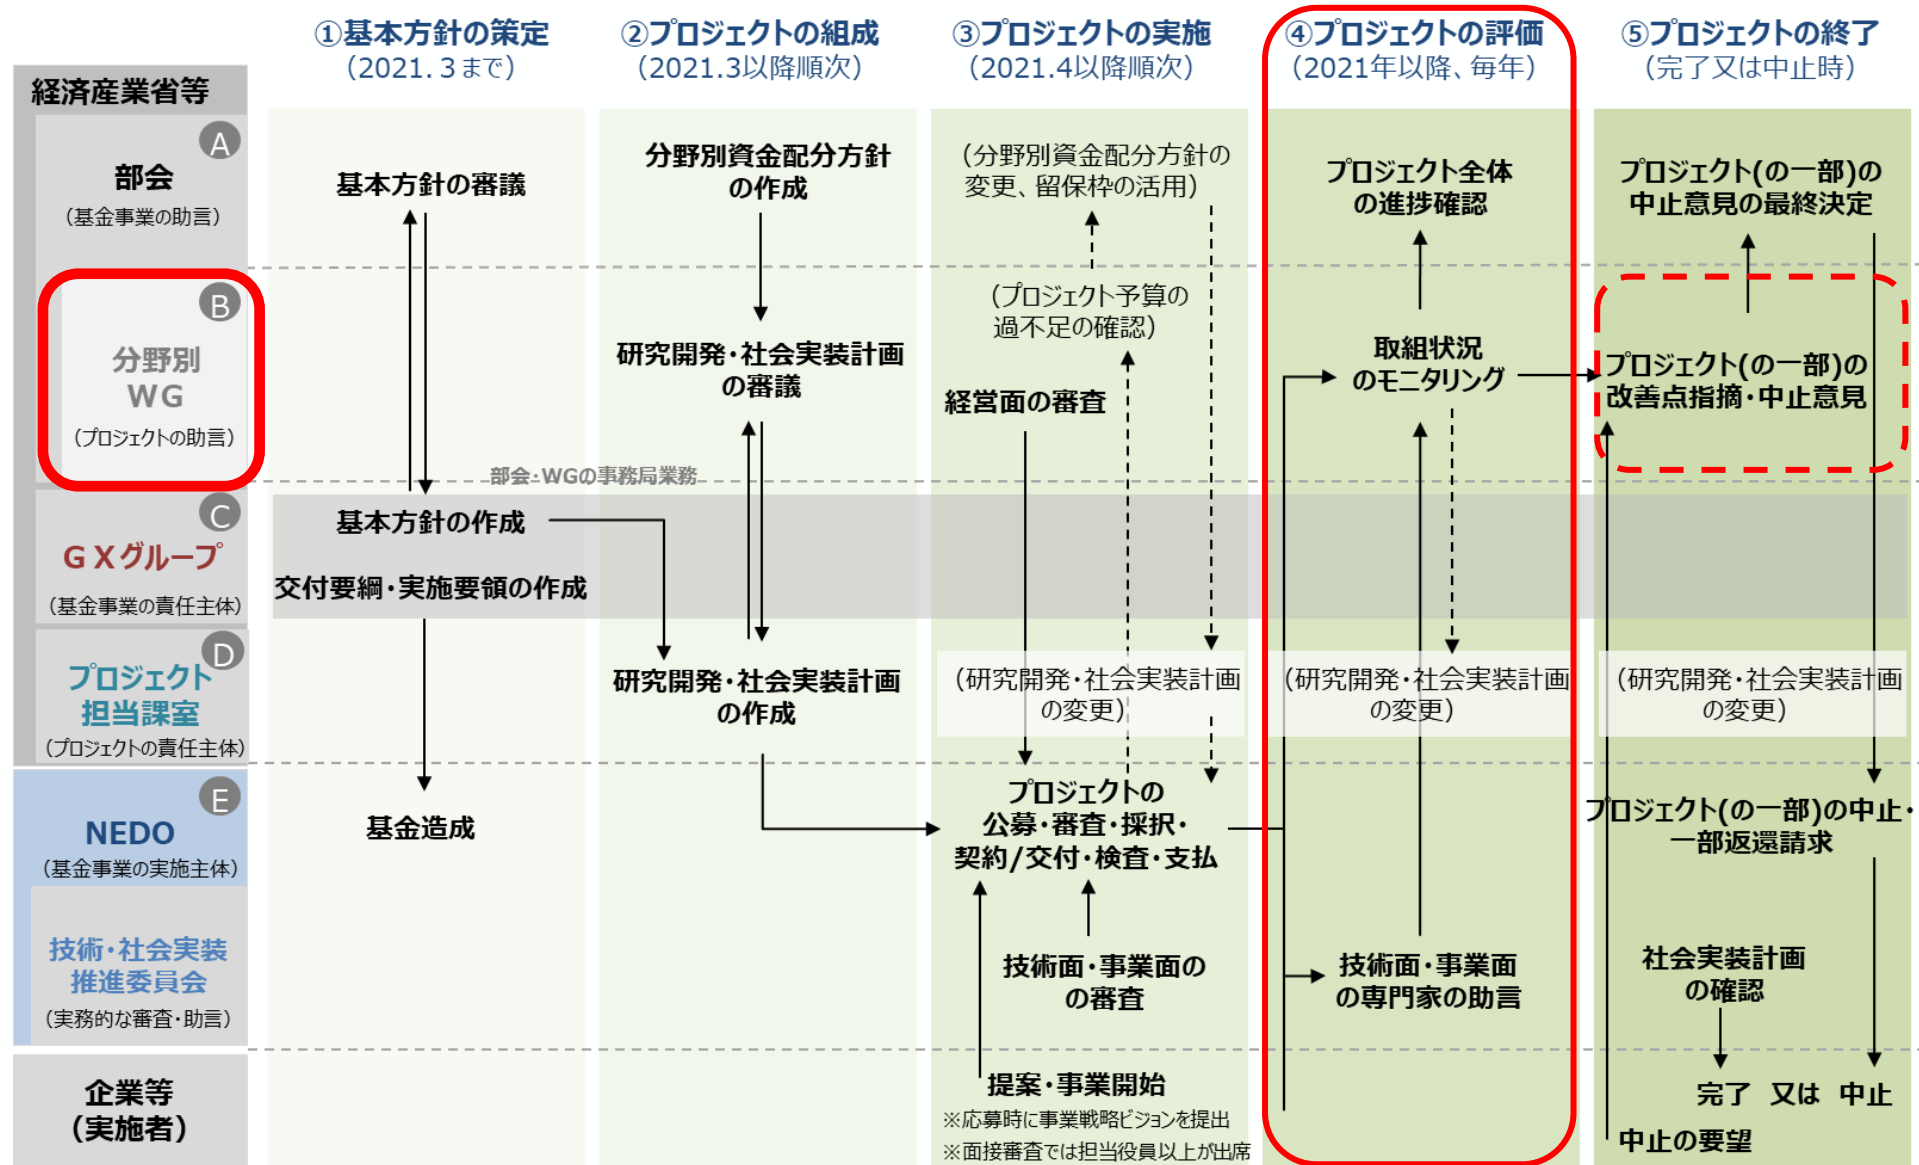 ①基本方針の策定
(2021.3まで)
②プロジェクトの組成
(2021.3以降順次)
③プロジェクトの実施
(2021.4以降順次)
④プロジェクトの評価
(2021年以降、毎年)
⑤プロジェクトの終了
(完了又は中止時)
経済産業省等
A
部会
(基金事業の助言)
基本方針の審議
分野別資金配分方針
の作成
(分野別資金配分方針の
変更、留保枠の活用)
プロジェクト全体
の進捗確認
プロジェクト(の一部)の
中止意見の最終決定
B
分野別
WG
(プロジェクトの助言)
研究開発・社会実装計画
の審議
(プロジェクト予算の
過不足の確認)
経営面の審査
取組状況
のモニタリング
プロジェクト(の一部)の
改善点指摘・中止意見
部会・WGの事務局業務
C
GXグループ
(基金事業の責任主体)
基本方針の作成
交付要綱・実施要領の作成
D
プロジェクト
担当課室
(プロジェクトの責任主体)
研究開発・社会実装計画
の作成
(研究開発・社会実装計画
の変更)
(研究開発・社会実装計画
の変更)
(研究開発・社会実装計画
の変更)
E
NEDO
(基金事業の実施主体)
基金造成
プロジェクトの
公募・審査・採択・
契約/交付・検査・支払
プロジェクト(の一部)の中止・
一部返還請求
技術・社会実装
推進委員会
(実務的な審査・助言)
技術面・事業面の
の審査
技術面・事業面
の専門家の助言
社会実装計画
の確認
企業等
(実施者)
提案・事業開始
※応募時に事業戦略ビジョンを提出
※面接審査では担当役員以上が出席
完了 又は 中止
中止の要望